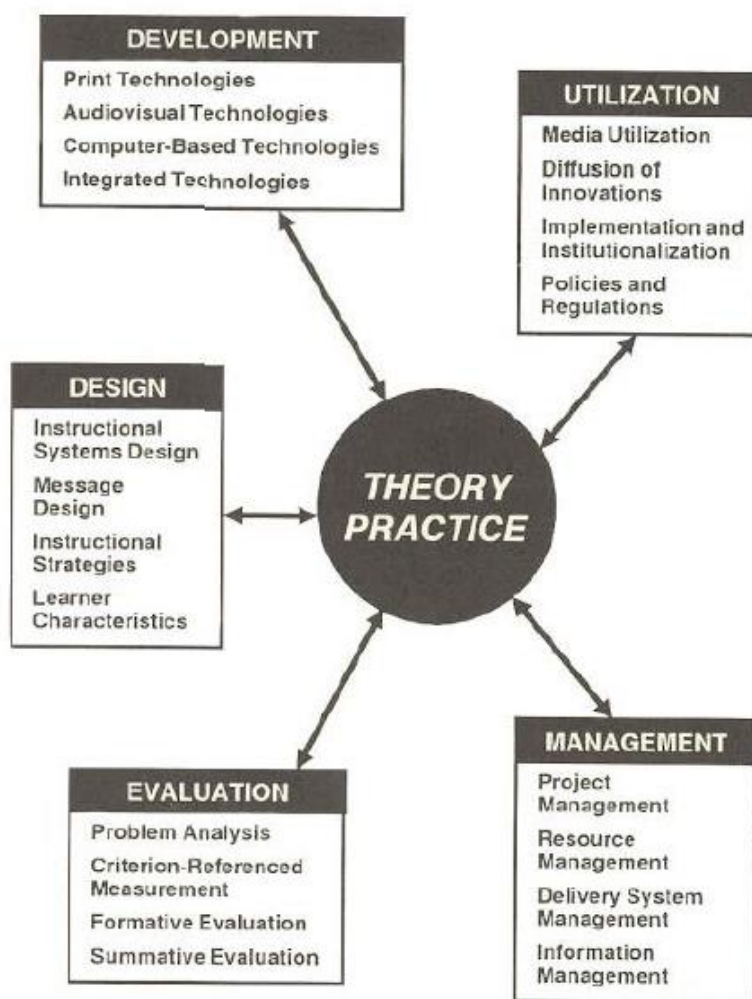 DEVELOPMENT
Print Technologies
Audiovisual Technologies
Computer-Based Technologies
Integrated Technologies
UTILIZATION
Media Utilization
Diffusion of
Innovations
Implementation and
Institutionalization
Policies and
Regulations
DESIGN
Instructional
Systems Design
Message
Design
Instructional
Strategies
Learner
Characteristics
THEORY
PRACTICE
EVALUATION
Problem Analysis
Criterion-Referenced
Measurement
Formative Evaluation
Summative Evaluation
MANAGEMENT
Project
Management
Resource
Management
Delivery System
Management
Information
Management